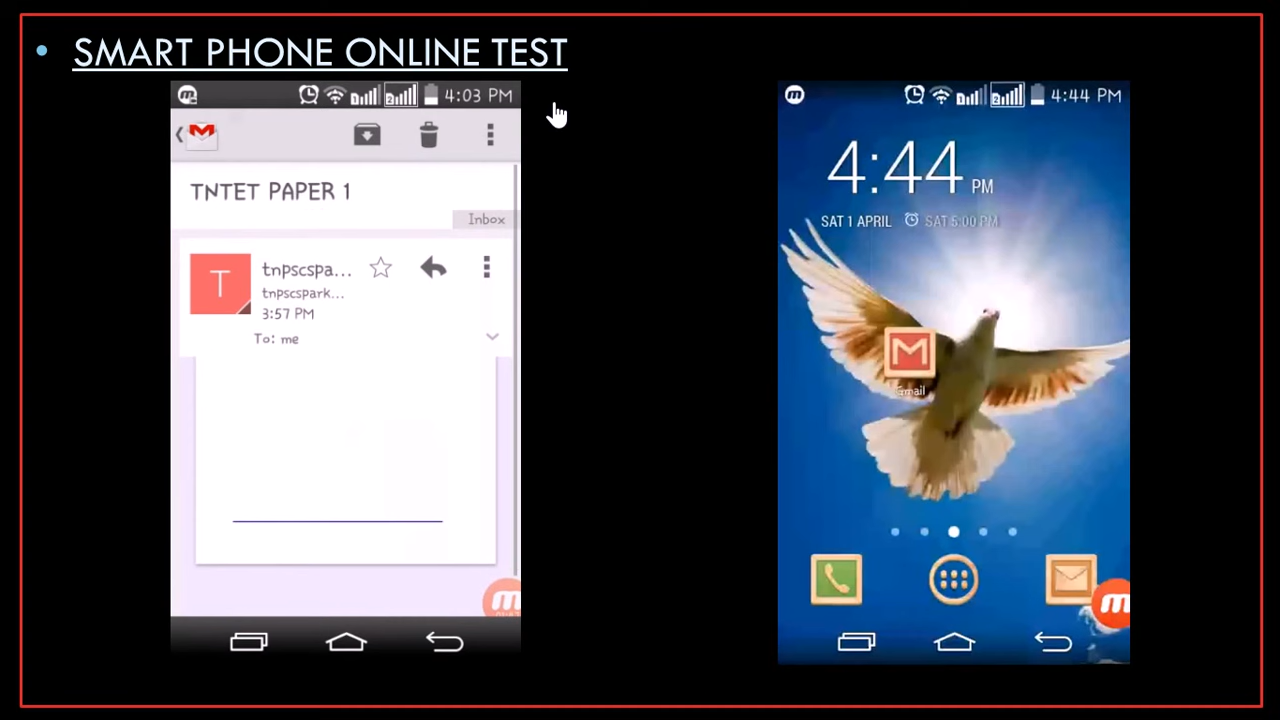 SMART PHONE ONLINE TEST
4:03 PM
TNTET PAPER 1
Inbox
T
tnpscspa...
tnpscspark...
3:57 PM
To: me
4:44 PM
4:44 PM
SAT 1 APRIL SAT 5:00 PM
Gmail